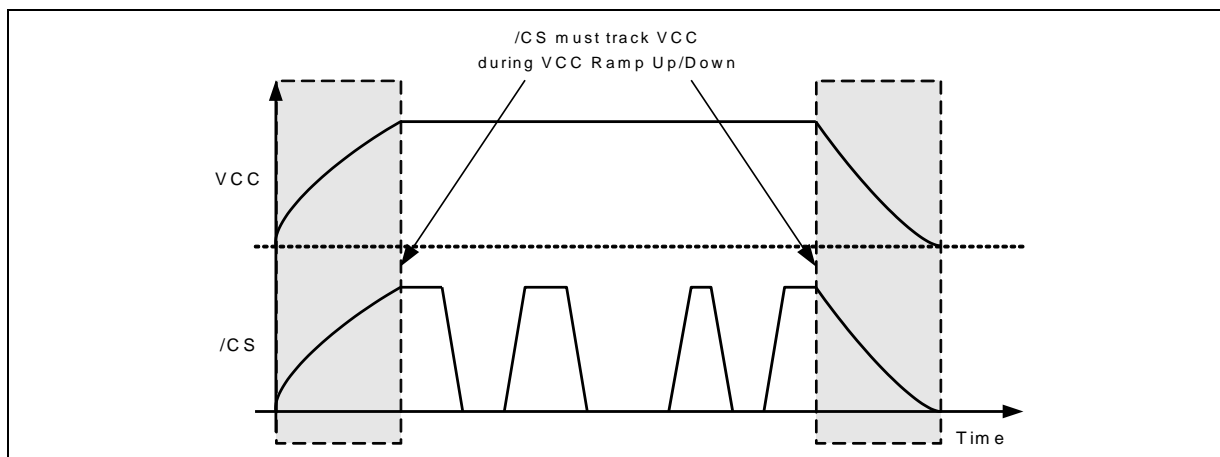 /CS must track VCC
during VCC Ramp Up/Down
VCC
/CS
Time